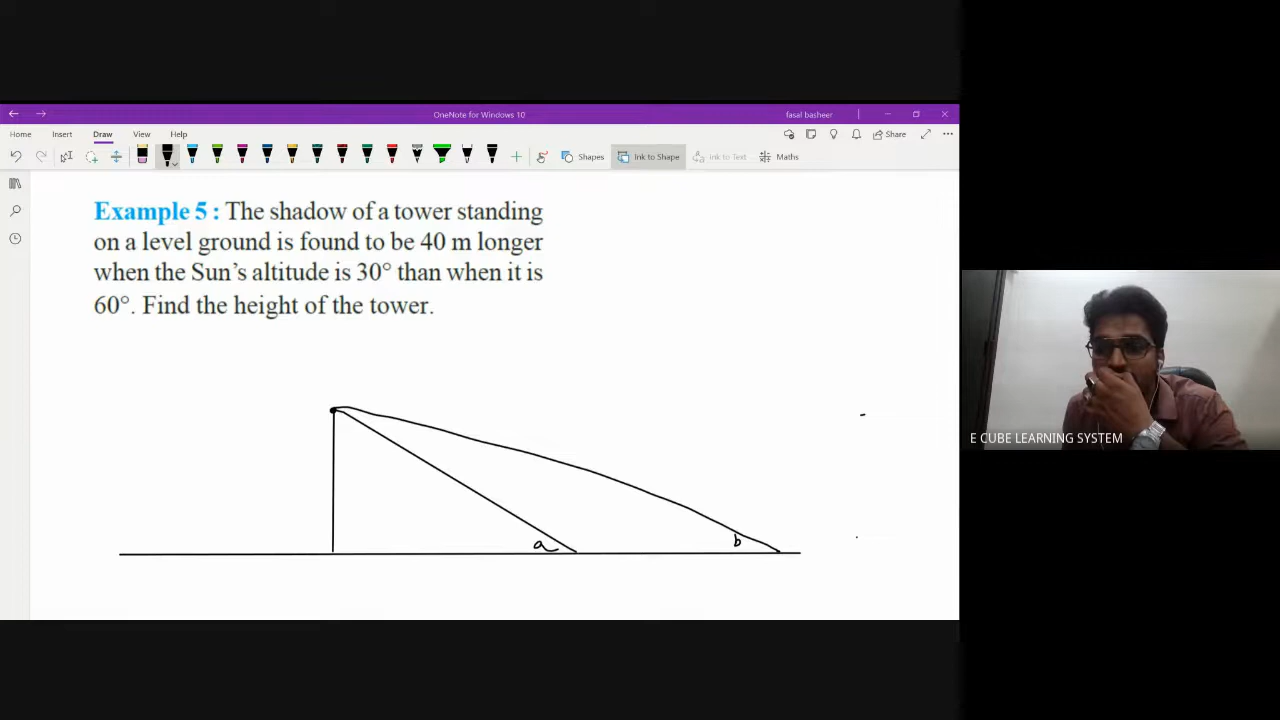 OneNote for Windows 10
fasal basheer
Home Insert Draw View Help
Share
Shapes
Ink to Shape
Ink to Text
Maths
Example 5 : The shadow of a tower standing
on a level ground is found to be 40 m longer
when the Sun's altitude is 30° than when it is
60°. Find the height of the tower.
a
b
E CUBE LEARNING SYSTEM